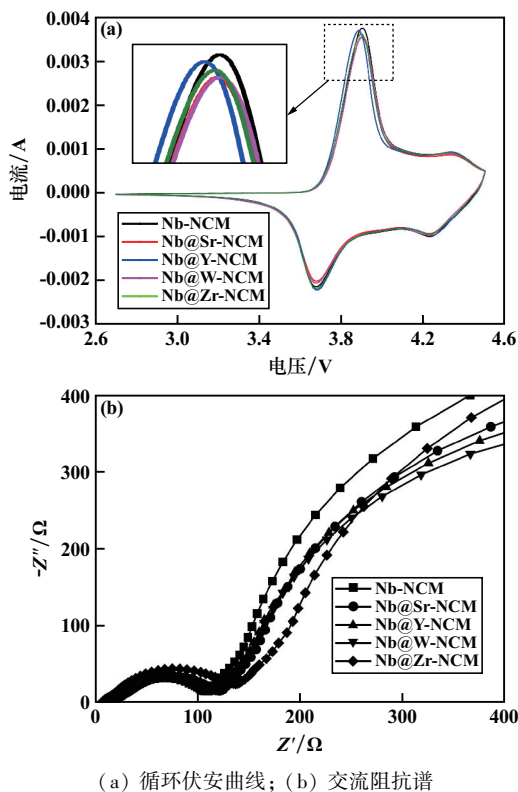 (a)
0.004
0.003
0.002
0.001
0.000
-0.001
-0.002
-0.003
电流/A
Nb-NCM
Nb@Sr-NCM
Nb@Y-NCM
Nb@W-NCM
Nb@Zr-NCM
2.6 3.0 3.4 3.8 4.2 4.6
电压/V
(b)
400
300
200
100
0
-Z″/Ω
Nb-NCM
Nb@Sr-NCM
Nb@Y-NCM
Nb@W-NCM
Nb@Zr-NCM
0 100 200 300 400
Z′/Ω
(a) 循环伏安曲线; (b) 交流阻抗谱